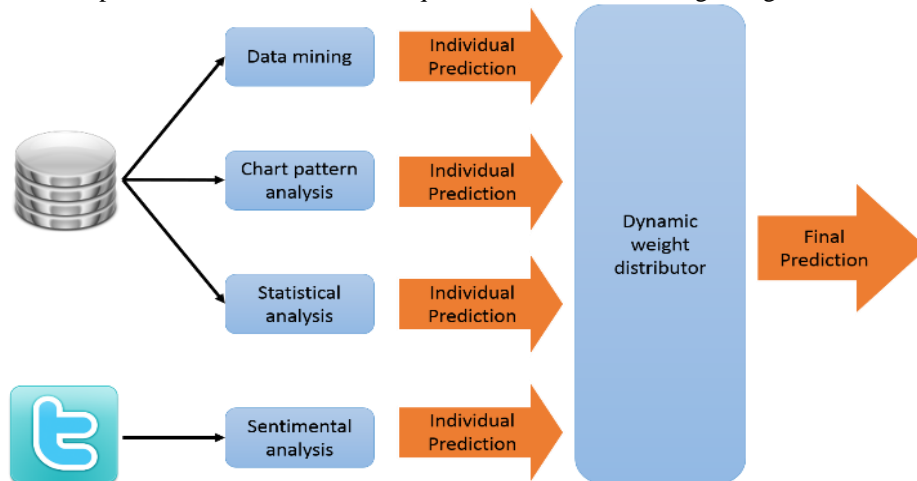 Data mining
Individual
Prediction
Chart pattern
analysis
Individual
Prediction
Dynamic
weight
distributor
Final
Prediction
Statistical
analysis
Individual
Prediction
Sentimental
analysis
Individual
Prediction